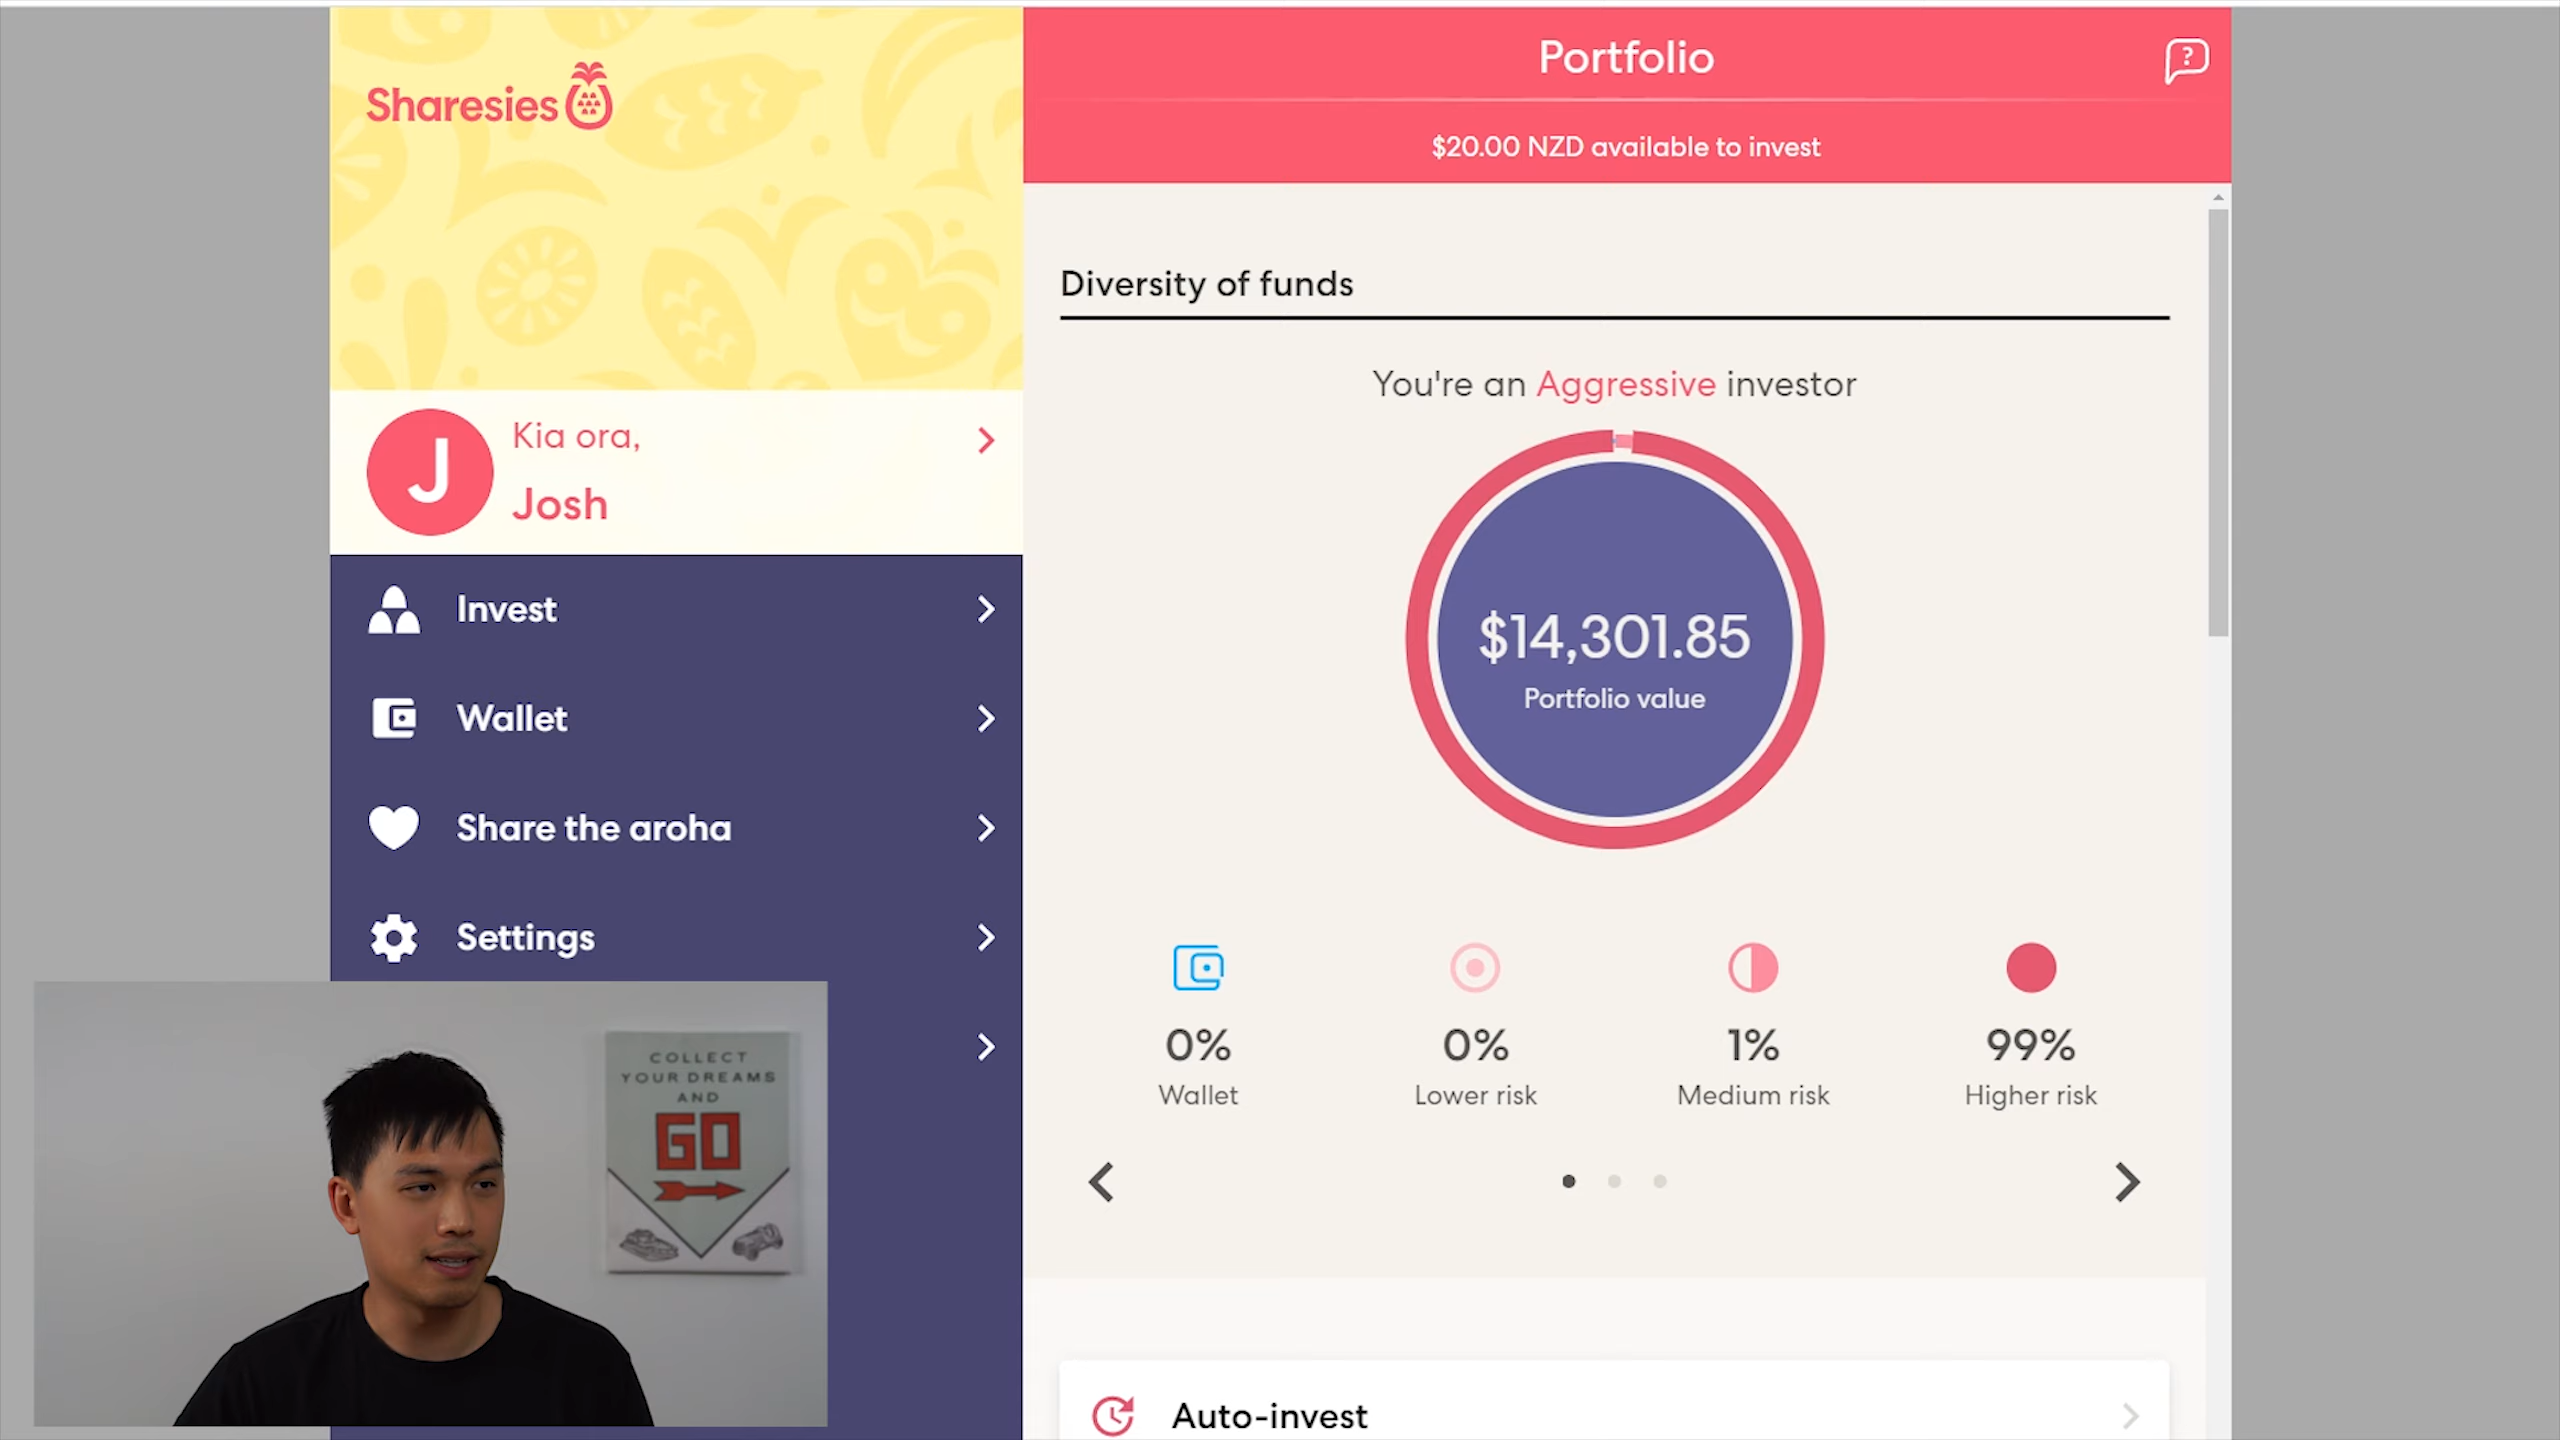 Sharesies
Kia ora,
J
Josh
Invest
Wallet
Share the aroha
Settings
COLLECT
YOUR DREAMS
AND
GO
Portfolio
?
$20.00 NZD available to invest
Diversity of funds
You're an Aggressive investor
$14,301.85
Portfolio value
0%
Wallet
0%
Lower risk
1%
Medium risk
99%
Higher risk
Auto-invest